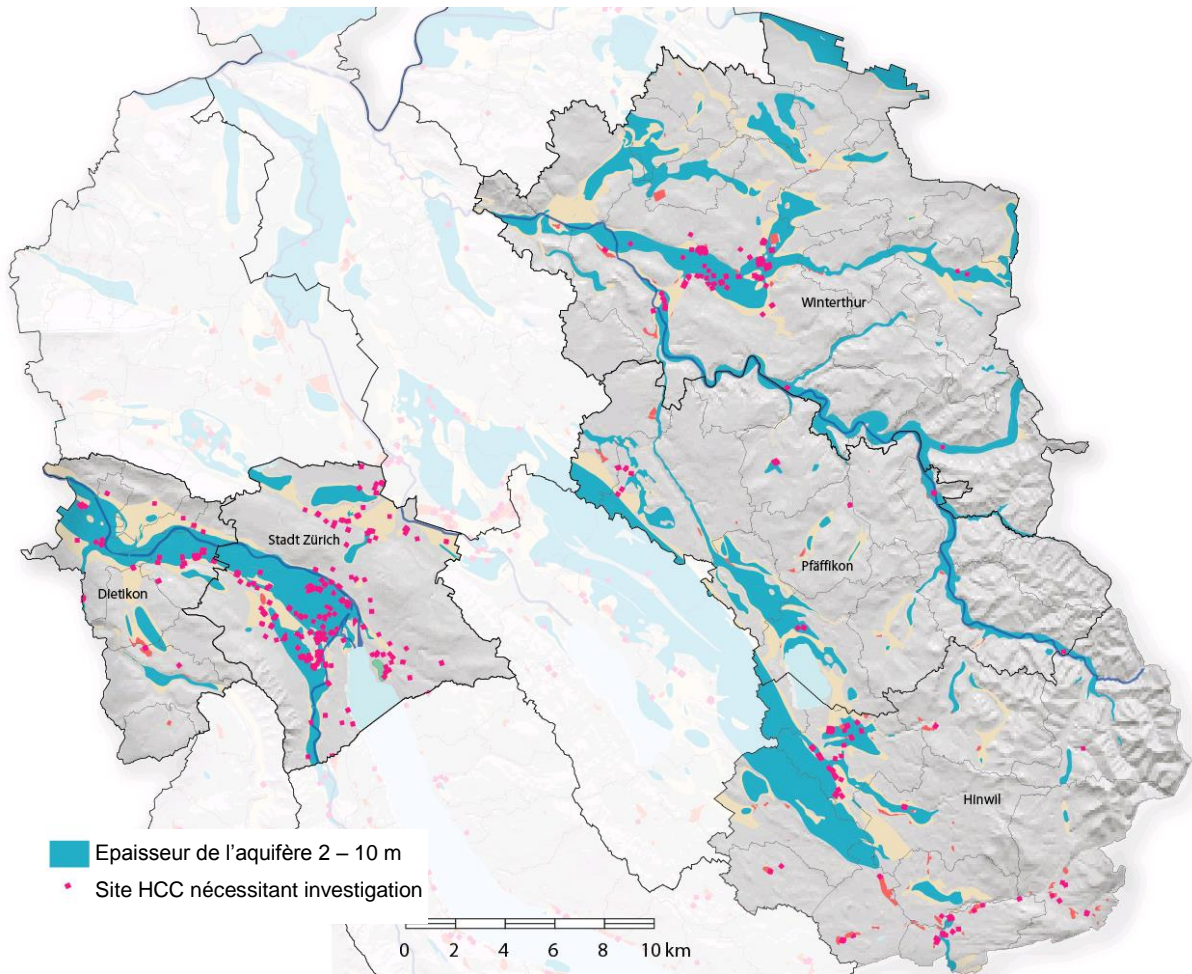 Winterthur
Stadt Zürich
Pfäffikon
Dietikon
Hinwil
Epaisseur de l'aquifère 2 – 10 m
Site HCC nécessitant investigation
0 2 4 6 8 10 km